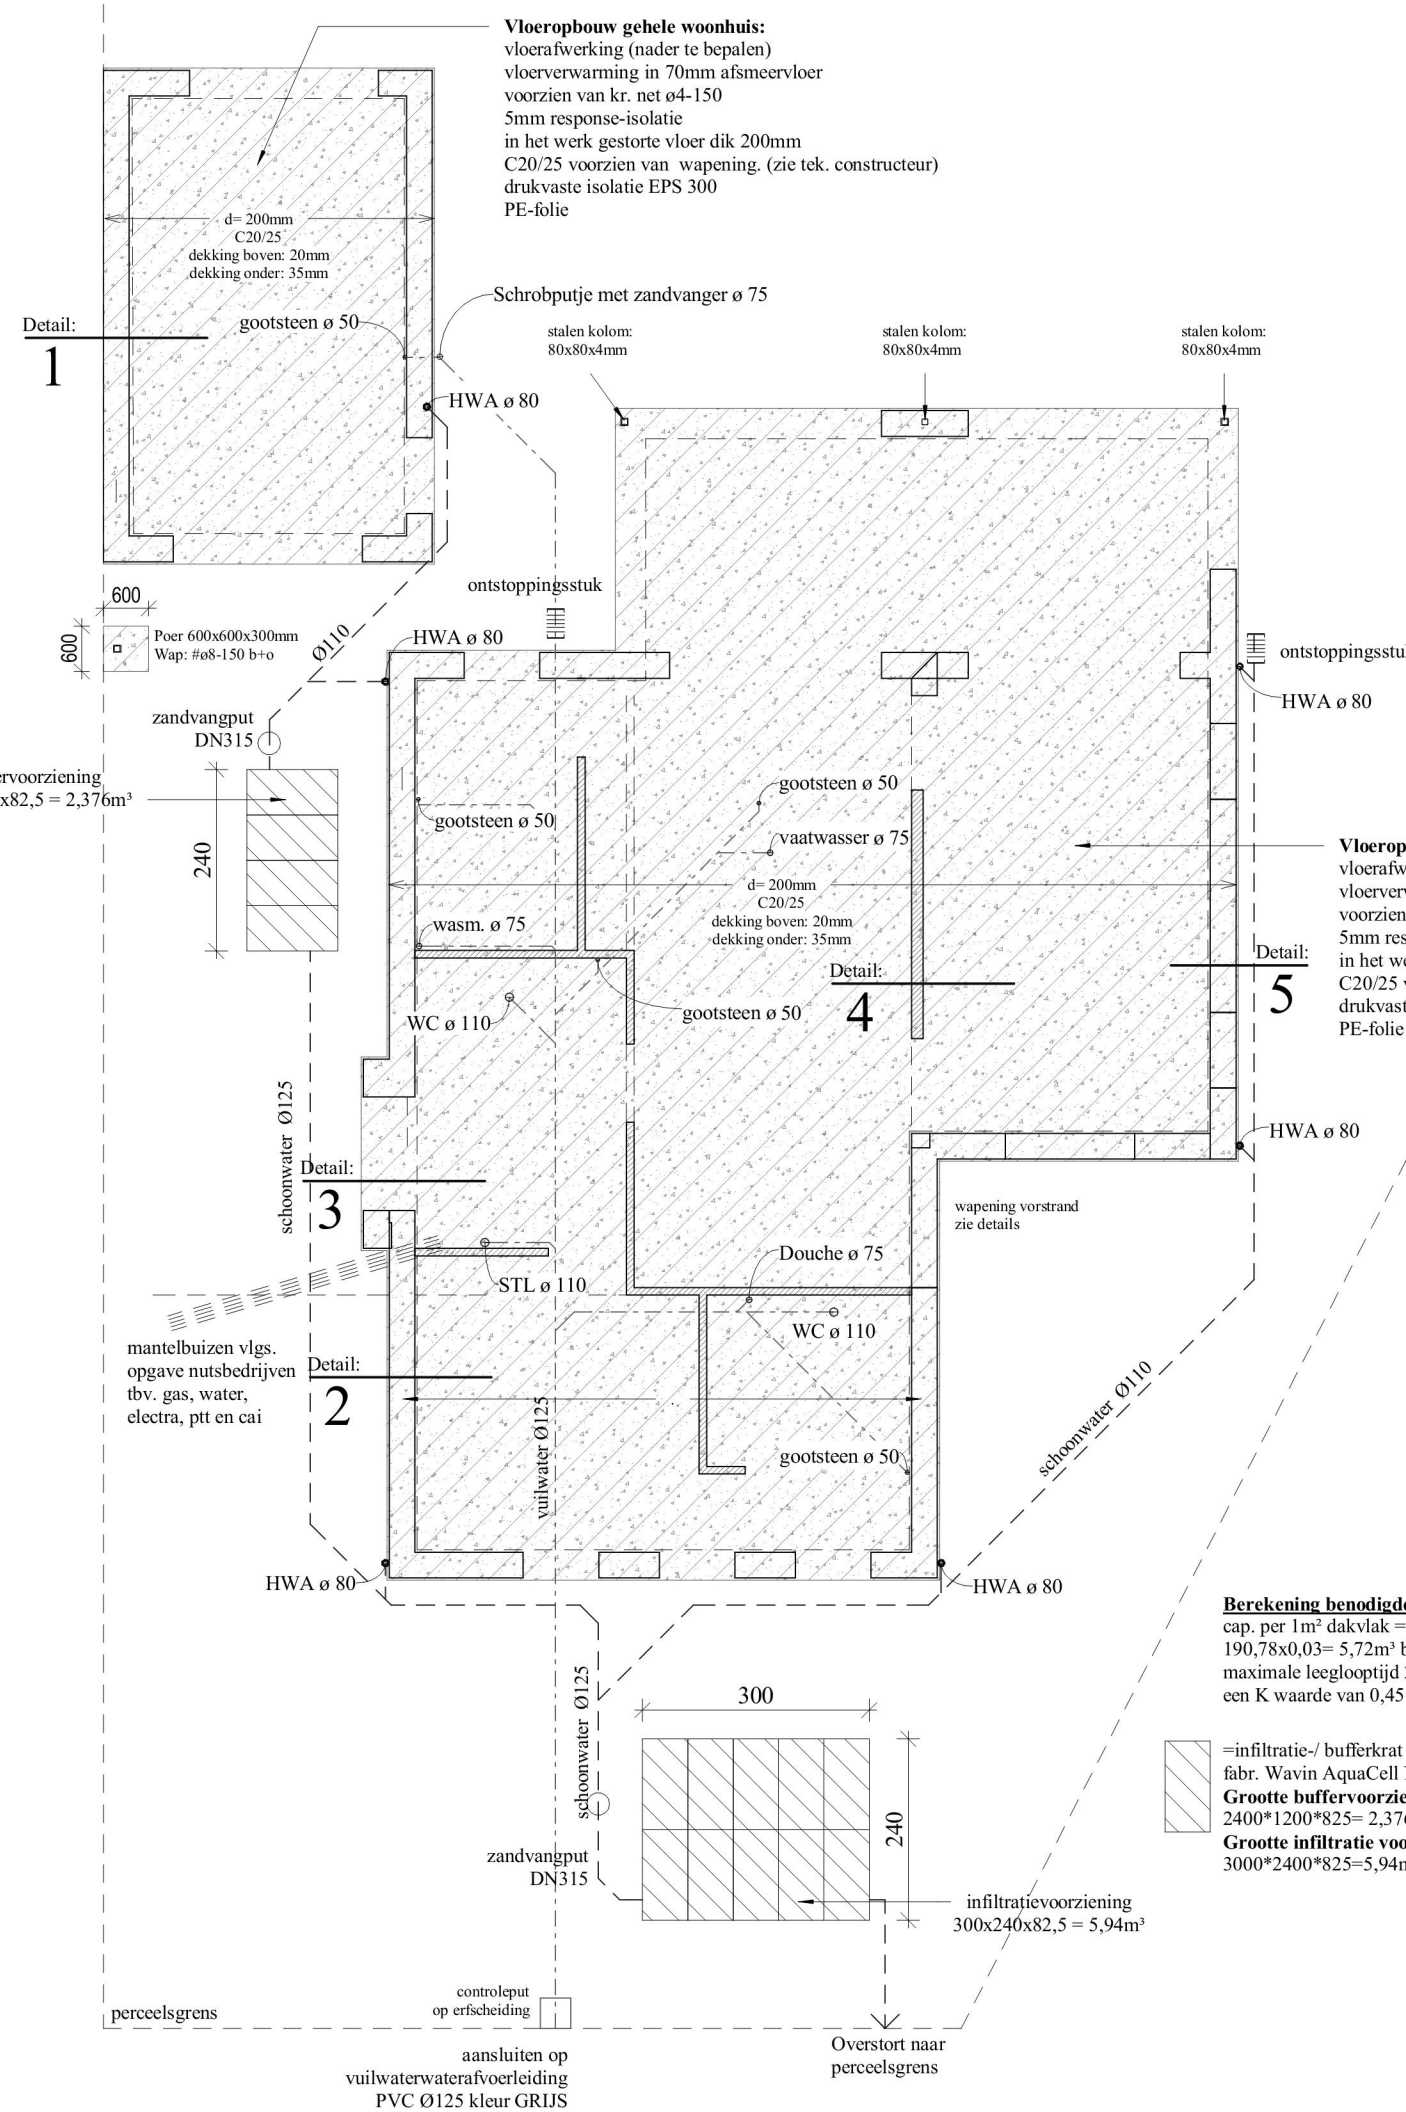 Vloeropbouw gehele woonhuis:
vloerafwerking (nader te bepalen)
vloerverwarming in 70mm afsmeervloer
voorzien van kr. net ø4-150
5mm response-isolatie
in het werk gestorte vloer dik 200mm
C20/25 voorzien van wapening. (zie tek. constructeur)
drukvaste isolatie EPS 300
PE-folie
d= 200mm
C20/25
dekking boven: 20mm
dekking onder: 35mm
Schrobputje met zandvanger ø 75
gootsteen ø 50
Detail:
1
stalen kolom:
80x80x4mm
stalen kolom:
80x80x4mm
stalen kolom:
80x80x4mm
HWA ø 80
ontstoppingsstuk
600
600
Poer 600x600x300mm
Wap: #ø8-150 b+o
Ø110
HWA ø 80
ontstoppingsstu
HWA ø 80
zandvangput
DN315
ervoorziening
x82,5 = 2,376m³
240
gootsteen ø 50
gootsteen ø 50
vaatwasser ø 75
d= 200mm
C20/25
dekking boven: 20mm
dekking onder: 35mm
Vloerop
vloerafw
vloerverw
voorzien
5mm res
in het we
C20/25 v
drukvast
PE-folie
wasm. ø 75
Detail:
4
Detail:
5
WC ø 110
gootsteen ø 50
schoonwater Ø125
HWA ø 80
Detail:
3
wapening vorstrand
zie details
Douche ø 75
STL ø 110
WC ø 110
mantelbuizen vlgs.
opgave nutsbedrijven
tbv. gas, water,
electra, ptt en cai
Detail:
2
vuilwater Ø125
gootsteen ø 50
schoonwater Ø110
HWA ø 80
HWA ø 80
Berekening benodigde
cap. per 1m² dakvlak =
190,78x0,03= 5,72m³ b
maximale leeglooptijd
een K waarde van 0,45
schoonwater Ø125
300
240
=infiltratie-/ bufferkrat
fabr. Wavin AquaCell
Grootte buffervoorzie
2400*1200*825= 2,376
Grootte infiltratie voo
3000*2400*825=5,94m
zandvangput
DN315
infiltratievoorziening
300x240x82,5 = 5,94m³
controleput
op erfscheiding
perceelsgrens
Overstort naar
perceelsgrens
aansluiten op
vuilwaterwaterafvoerleiding
PVC Ø125 kleur GRIJS